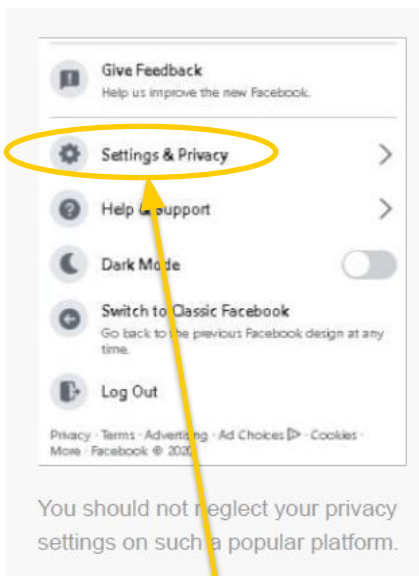 Give Feedback
Help us improve the new Facebook.
Settings & Privacy
Help & Support
Dark Mode
Switch to Classic Facebook
Go back to the previous Facebook design at any
time.
Log Out
Privacy · Terms · Advertising · Ad Choices · Cookies ·
More · Facebook © 2020
You should not neglect your privacy
settings on such a popular platform.